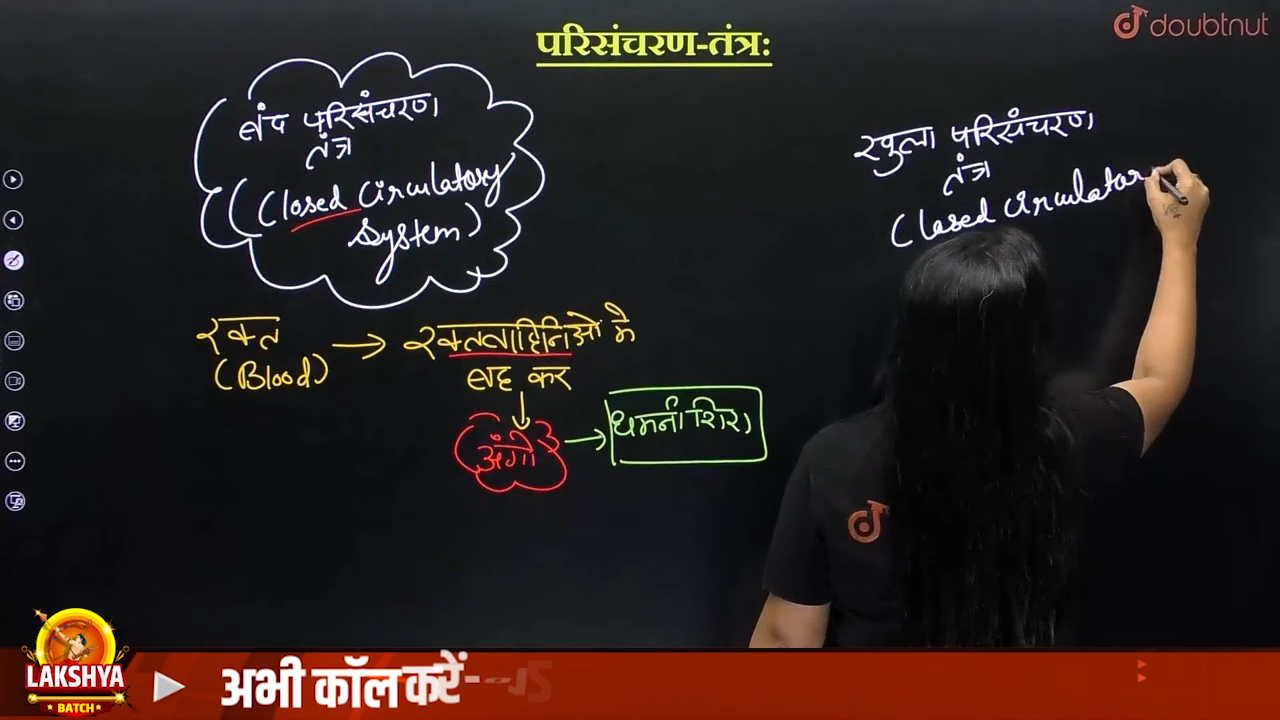 परिसंचरण-तंत्र:
doubtnut
बंद परिसंचरण
तंत्र
(Closed Circulatory
System)
रक्त
(Blood)
रक्तवाहिनिओ मे
बह कर
अंगो
धमनी शिरा
खुला परिसंचरण
तंत्र
(Closed Circulator
LAKSHYA
BATCH
अभी कॉल करें-